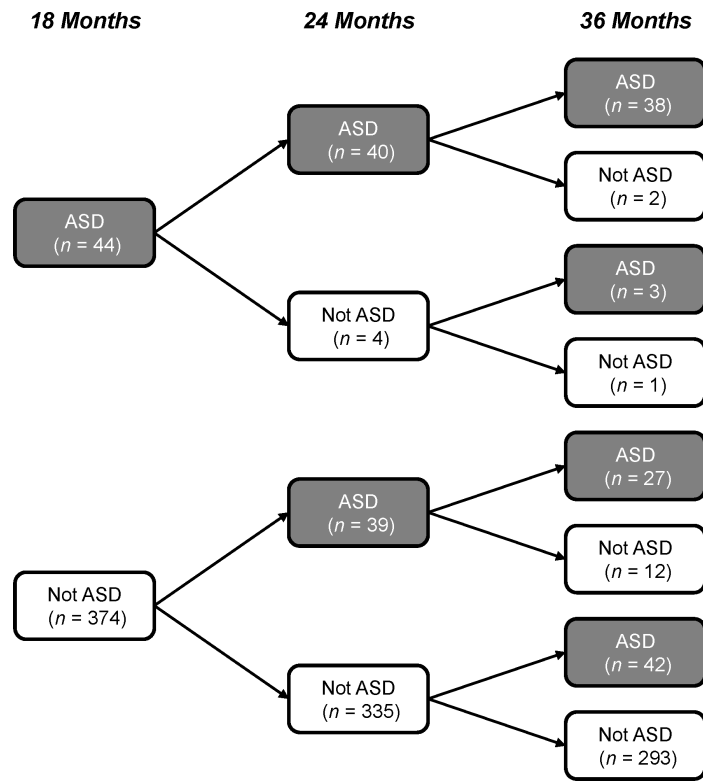 18 Months
24 Months
36 Months
ASD
(n = 44)
ASD
(n = 40)
ASD
(n = 38)
Not ASD
(n = 2)
Not ASD
(n = 4)
ASD
(n = 3)
Not ASD
(n = 1)
Not ASD
(n = 374)
ASD
(n = 39)
ASD
(n = 27)
Not ASD
(n = 12)
Not ASD
(n = 335)
ASD
(n = 42)
Not ASD
(n = 293)